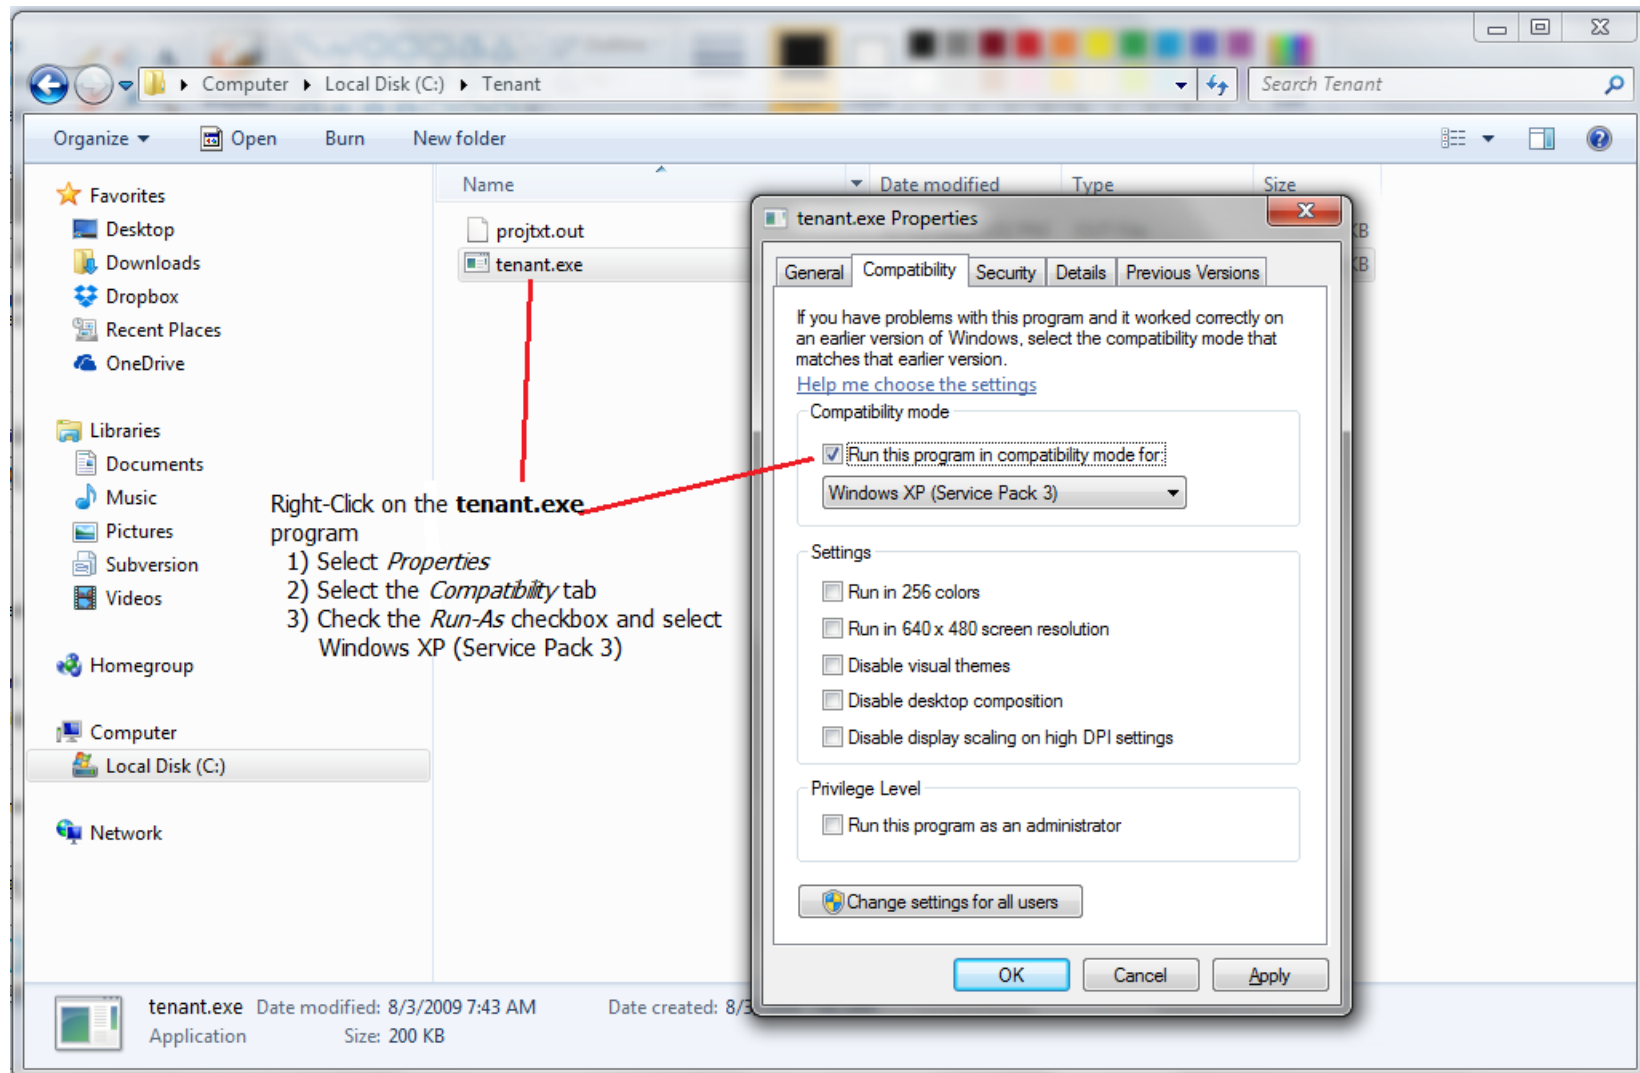 Computer ▸ Local Disk (C:) ▸ Tenant
Search Tenant
Organize
Open
Burn
New folder
Name
Date modified
Type
Size
Favorites
Desktop
Downloads
Dropbox
Recent Places
OneDrive
Libraries
Documents
Music
Pictures
Subversion
Videos
Homegroup
Computer
Local Disk (C:)
Network
projtxt.out
KB
tenant.exe
KB
Right-Click on the tenant.exe
program
1) Select Properties
2) Select the Compatibility tab
3) Check the Run-As checkbox and select
Windows XP (Service Pack 3)
tenant.exe Properties
General
Compatibility
Security
Details
Previous Versions
If you have problems with this program and it worked correctly on
an earlier version of Windows, select the compatibility mode that
matches that earlier version.
Help me choose the settings
Compatibility mode
Run this program in compatibility mode for:
Windows XP (Service Pack 3)
Settings
Run in 256 colors
Run in 640 x 480 screen resolution
Disable visual themes
Disable desktop composition
Disable display scaling on high DPI settings
Privilege Level
Run this program as an administrator
Change settings for all users
OK
Cancel
Apply
tenant.exe Date modified: 8/3/2009 7:43 AM Date created: 8/3
Application Size: 200 KB